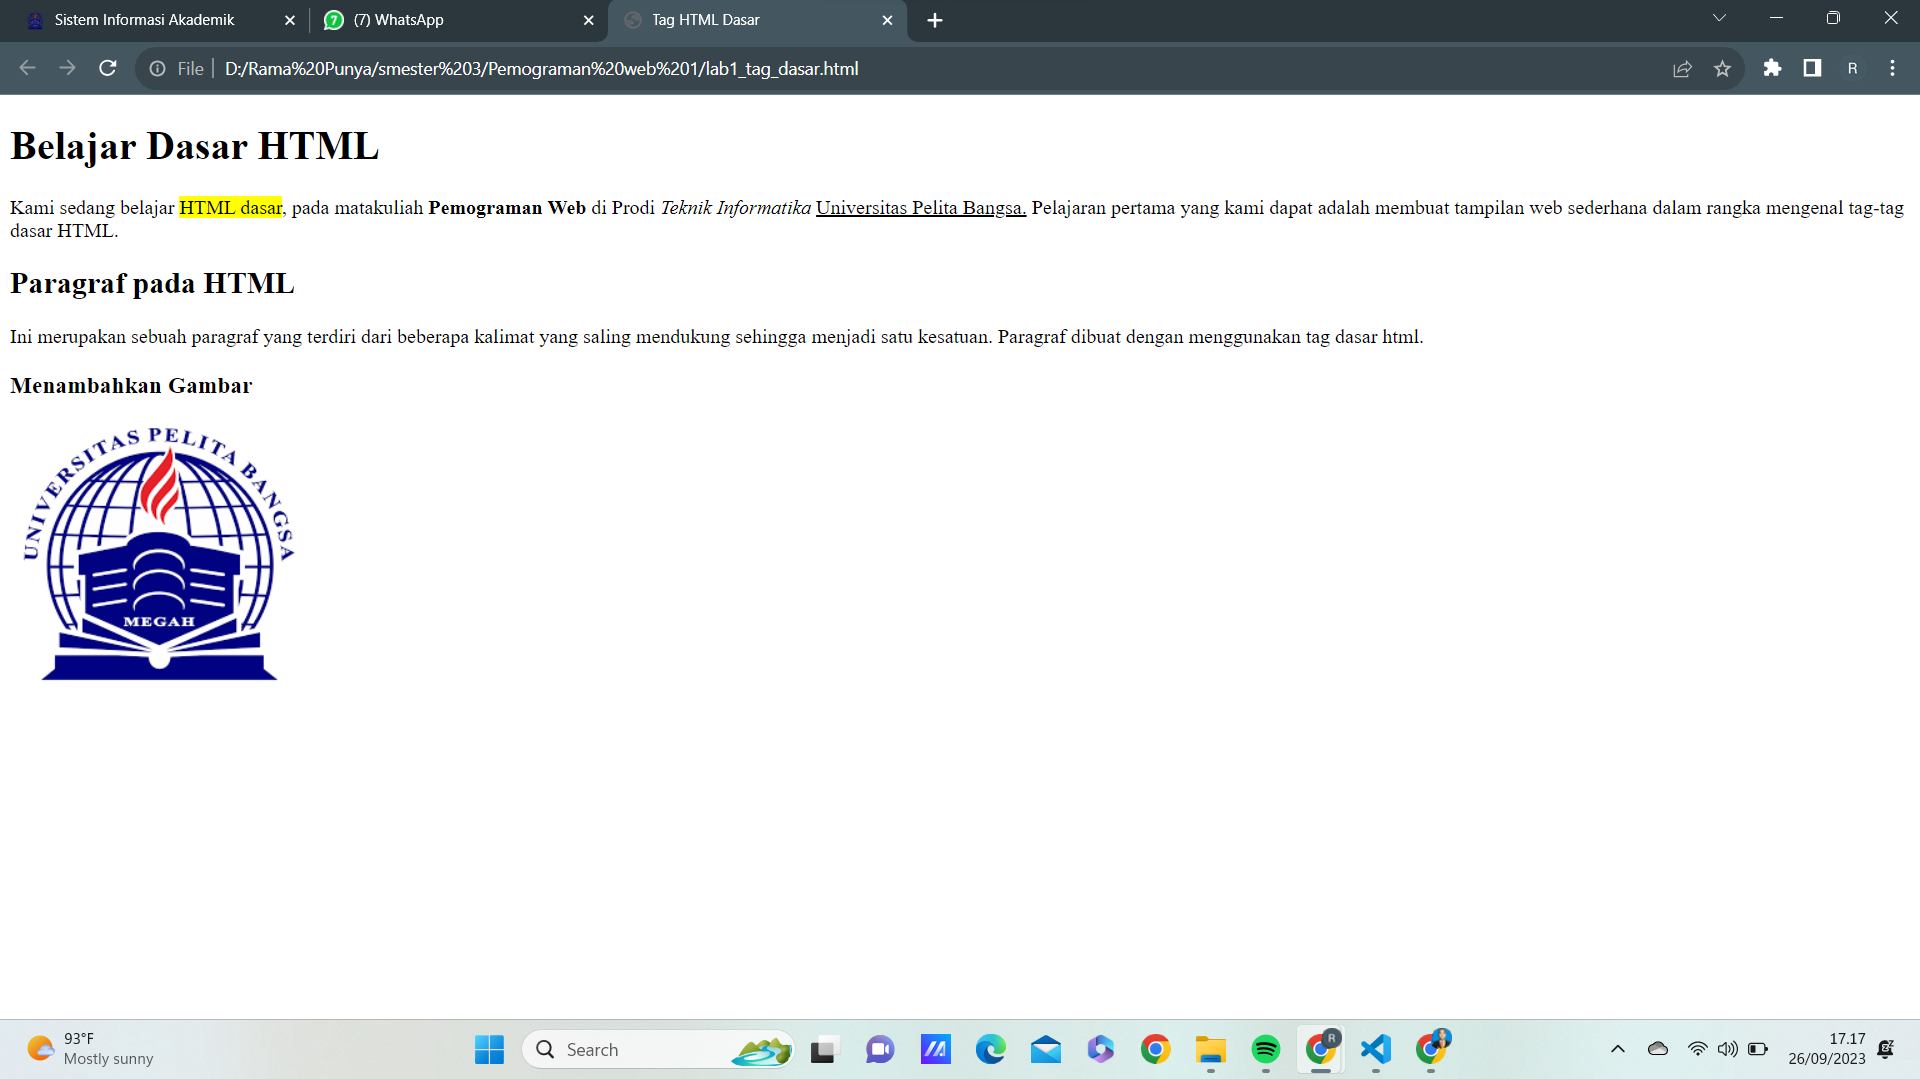 Sistem Informasi Akademik
(7) WhatsApp
Tag HTML Dasar
File
D:/Rama%20Punya/smester%203/Pemograman%20web%201/lab1_tag_dasar.html
R
Belajar Dasar HTML
Kami sedang belajar HTML dasar, pada matakuliah Pemograman Web di Prodi Teknik Informatika Universitas Pelita Bangsa. Pelajaran pertama yang kami dapat adalah membuat tampilan web sederhana dalam rangka mengenal tag-tag
dasar HTML.
Paragraf pada HTML
Ini merupakan sebuah paragraf yang terdiri dari beberapa kalimat yang saling mendukung sehingga menjadi satu kesatuan. Paragraf dibuat dengan menggunakan tag dasar html.
Menambahkan Gambar
UNIVERSITAS PELITA BANGSA
MEGAH
93°F
Mostly sunny
Search
R
17.17
26/09/2023